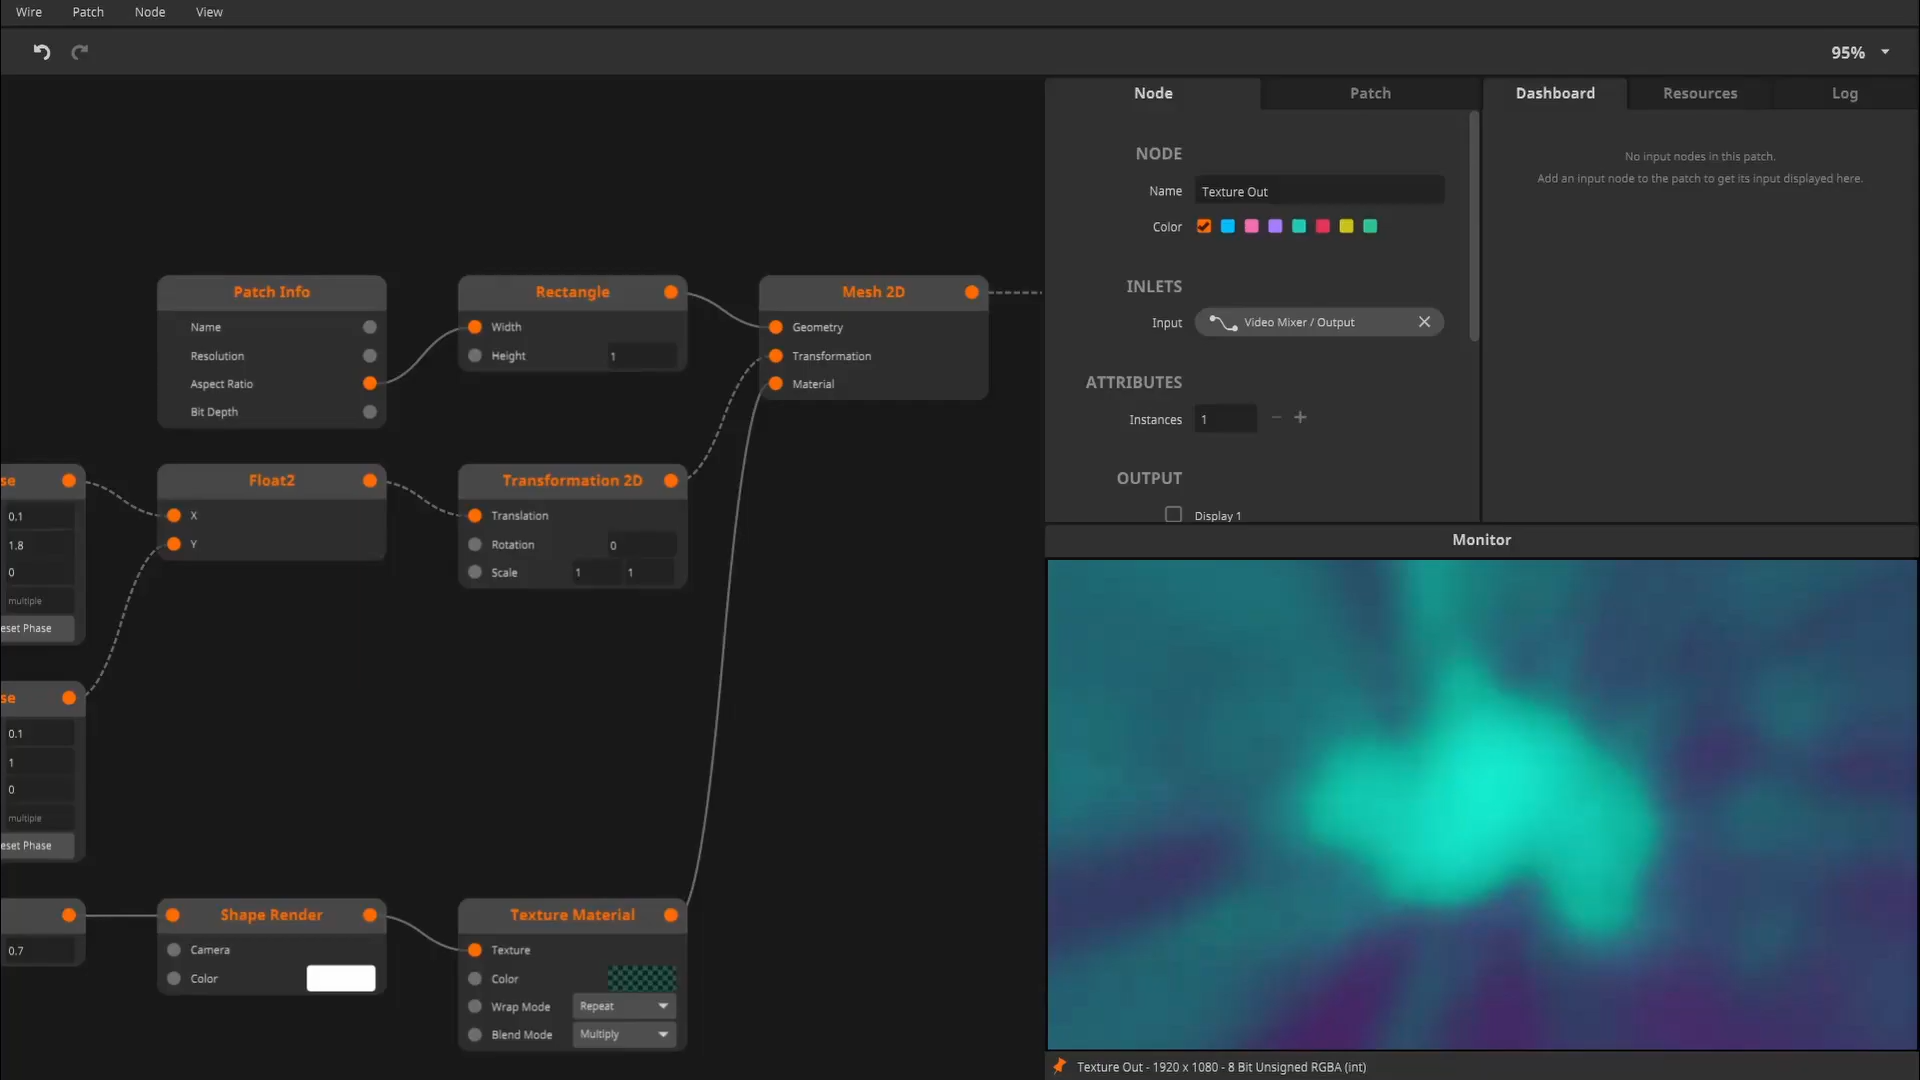 Wire Patch Node View
95%
Node Patch
Dashboard Resources Log
NODE
Name Texture Out
Color
INLETS
Input Video Mixer / Output
ATTRIBUTES
Instances 1
OUTPUT
Display 1
No input nodes in this patch.
Add an input node to the patch to get its input displayed here.
Patch Info
Name
Resolution
Aspect Ratio
Bit Depth
Rectangle
Width
Height 1
Mesh 2D
Geometry
Transformation
Material
se
0.1
1.8
0
multiple
eset Phase
Float2
X
Y
Transformation 2D
Translation
Rotation 0
Scale 1 1
se
0.1
1
0
multiple
eset Phase
0.7
Shape Render
Camera
Color
Texture Material
Texture
Color
Wrap Mode Repeat
Blend Mode Multiply
Monitor
Texture Out - 1920 x 1080 - 8 Bit Unsigned RGBA (int)